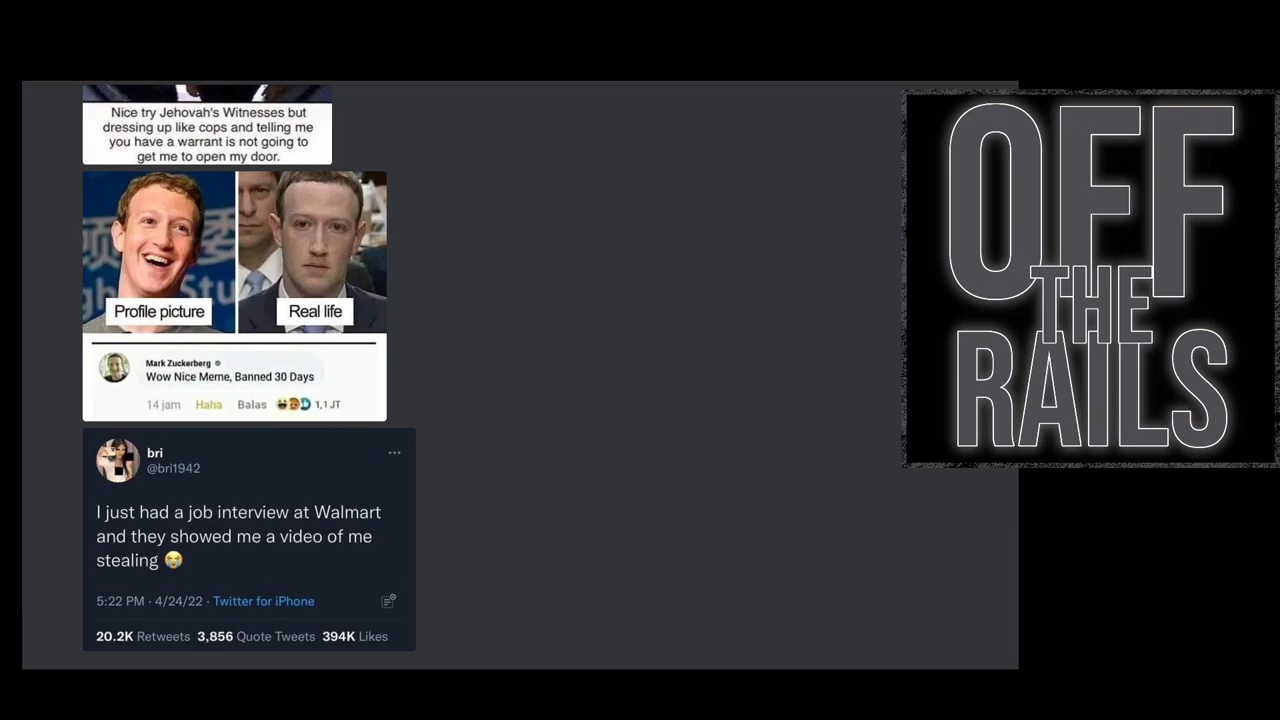 Nice try Jehovah's Witnesses but
dressing up like cops and telling me
you have a warrant is not going to
get me to open my door.
Profile picture
Real life
Mark Zuckerberg
Wow Nice Meme, Banned 30 Days
14 jam Haha Balas 1,1 JT
bri
@bri1942
I just had a job interview at Walmart
and they showed me a video of me
stealing 😭
5:22 PM · 4/24/22 · Twitter for iPhone
20.2K Retweets 3,856 Quote Tweets 394K Likes
OFF
THE
RAILS